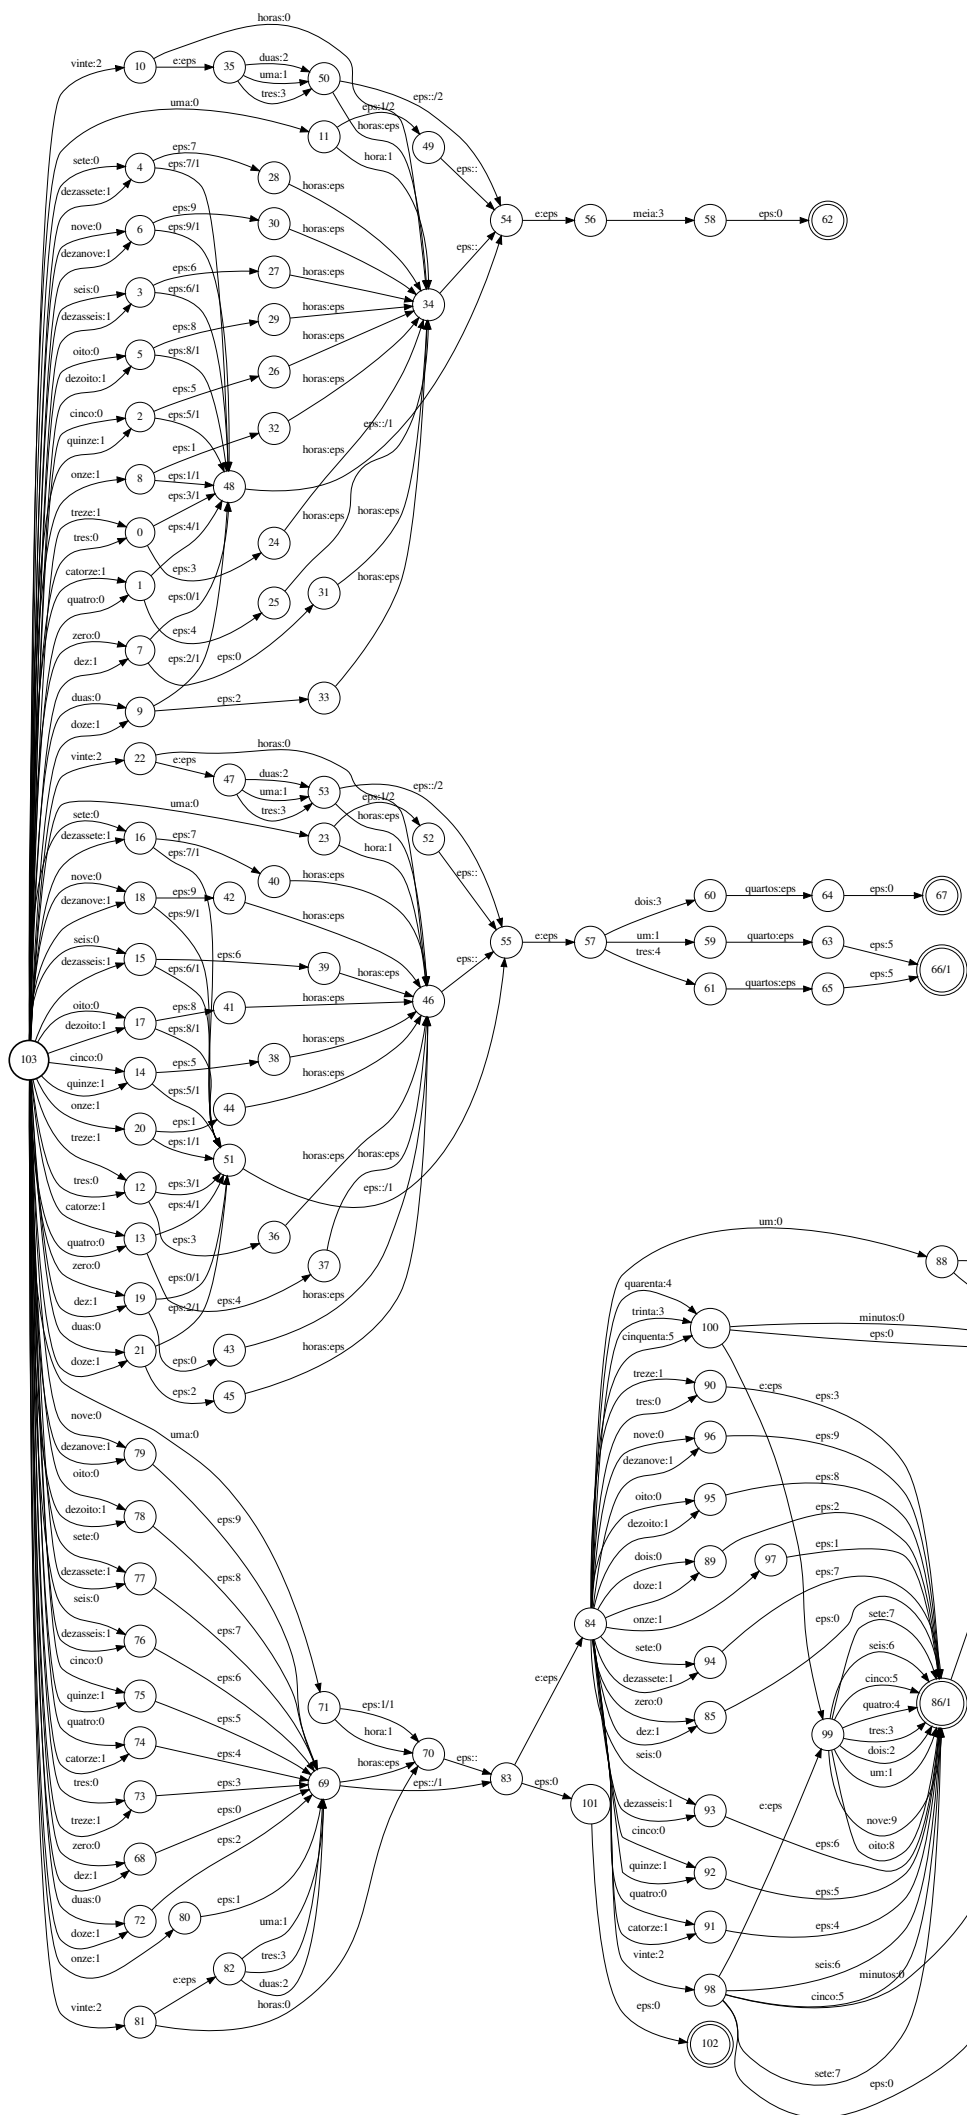 horas:0
vinte:2
10
e:eps
35
duas:2
uma:1
tres:3
50
eps::/2
uma:0
11
eps:1/2
horas:eps
hora:1
49
eps::
sete:0
dezassete:1
4
eps:7
eps:7/1
28
horas:eps
nove:0
dezanove:1
6
eps:9
eps:9/1
30
horas:eps
54
e:eps
56
meia:3
58
eps:0
62
eps::
seis:0
dezasseis:1
3
eps:6
eps:6/1
27
horas:eps
34
oito:0
dezoito:1
5
eps:8
eps:8/1
29
horas:eps
cinco:0
quinze:1
2
eps:5
eps:5/1
26
horas:eps
onze:1
8
eps:1
eps:1/1
32
horas:eps
eps::/1
horas:eps
48
treze:1
tres:0
0
eps:3/1
eps:3
24
horas:eps
horas:eps
catorze:1
quatro:0
1
eps:4/1
eps:4
25
horas:eps
zero:0
dez:1
7
eps:0/1
eps:0
31
duas:0
doze:1
9
eps:2/1
eps:2
33
vinte:2
22
horas:0
e:eps
47
duas:2
uma:1
tres:3
53
eps::/2
uma:0
23
eps:1/2
horas:eps
hora:1
52
eps::
sete:0
dezassete:1
16
eps:7
eps:7/1
40
horas:eps
nove:0
dezanove:1
18
eps:9
eps:9/1
42
horas:eps
55
e:eps
57
dois:3
um:1
tres:4
60
quartos:eps
64
eps:0
67
59
quarto:eps
63
eps:5
66/1
61
quartos:eps
65
eps:5
eps::
seis:0
dezasseis:1
15
eps:6
eps:6/1
39
horas:eps
46
oito:0
dezoito:1
17
eps:8
eps:8/1
41
horas:eps
103
cinco:0
quinze:1
14
eps:5
eps:5/1
38
horas:eps
onze:1
20
eps:1
eps:1/1
44
horas:eps
51
treze:1
tres:0
12
eps:3/1
eps:3
36
horas:eps
horas:eps
eps::/1
catorze:1
quatro:0
13
eps:4/1
eps:4
37
zero:0
dez:1
19
eps:0/1
eps:0
43
horas:eps
duas:0
doze:1
21
eps:2/1
eps:2
45
horas:eps
um:0
88
quarenta:4
trinta:3
cinquenta:5
100
minutos:0
eps:0
e:eps
treze:1
tres:0
90
eps:3
nove:0
dezanove:1
96
eps:9
oito:0
dezoito:1
95
eps:8
dois:0
doze:1
89
eps:2
onze:1
97
eps:1
84
sete:0
dezassete:1
94
eps:7
zero:0
dez:1
85
eps:0
99
sete:7
seis:6
cinco:5
quatro:4
tres:3
dois:2
um:1
nove:9
oito:8
86/1
seis:0
dezasseis:1
93
eps:6
cinco:0
quinze:1
92
eps:5
quatro:0
catorze:1
91
eps:4
vinte:2
98
e:eps
seis:6
minutos:0
cinco:5
sete:7
eps:0
nove:0
dezanove:1
79
uma:0
eps:9
oito:0
dezoito:1
78
eps:8
sete:0
dezassete:1
77
eps:7
seis:0
dezasseis:1
76
eps:6
cinco:0
quinze:1
75
eps:5
quatro:0
catorze:1
74
eps:4
tres:0
treze:1
73
eps:3
zero:0
dez:1
68
eps:0
duas:0
doze:1
72
eps:2
onze:1
80
eps:1
vinte:2
81
e:eps
82
uma:1
tres:3
duas:2
horas:0
69
71
eps:1/1
hora:1
70
horas:eps
eps::/1
eps::
83
e:eps
eps:0
101
eps:0
102